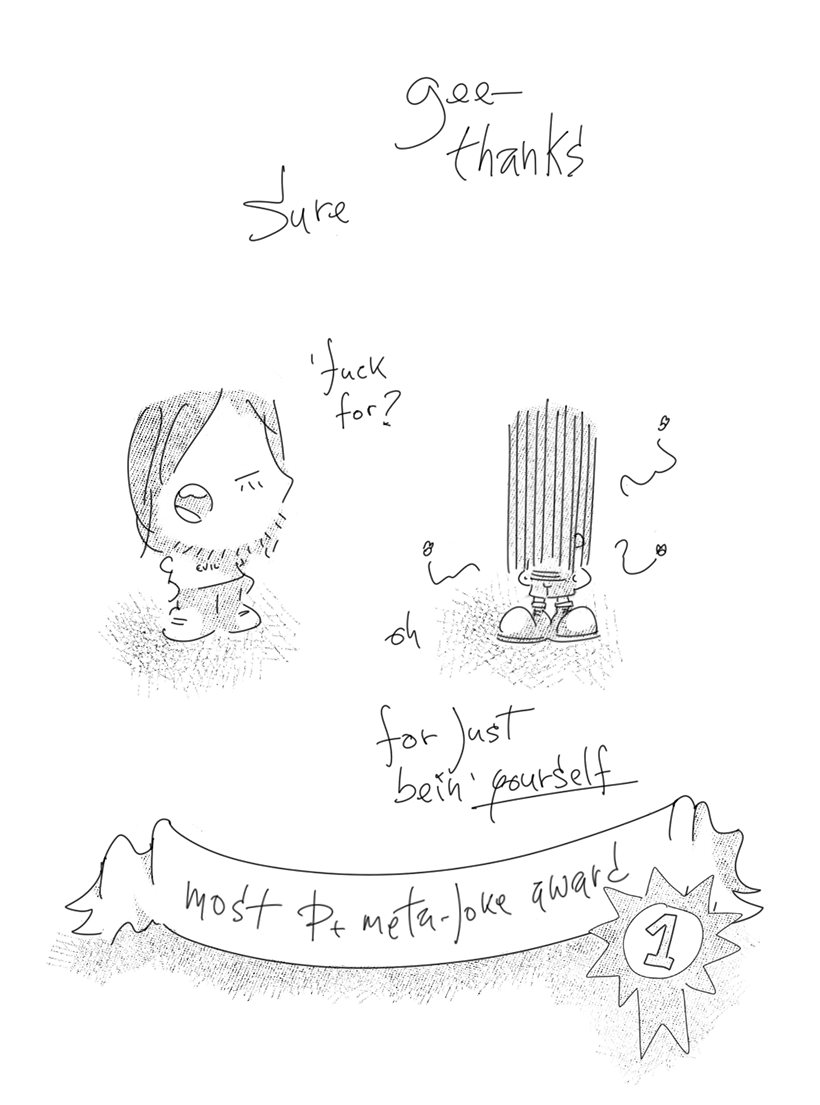 gee—
thanks
Sure
'fuck
for?
EVIL
oh
for just
bein' yourself
most P+ meta-joke award
1